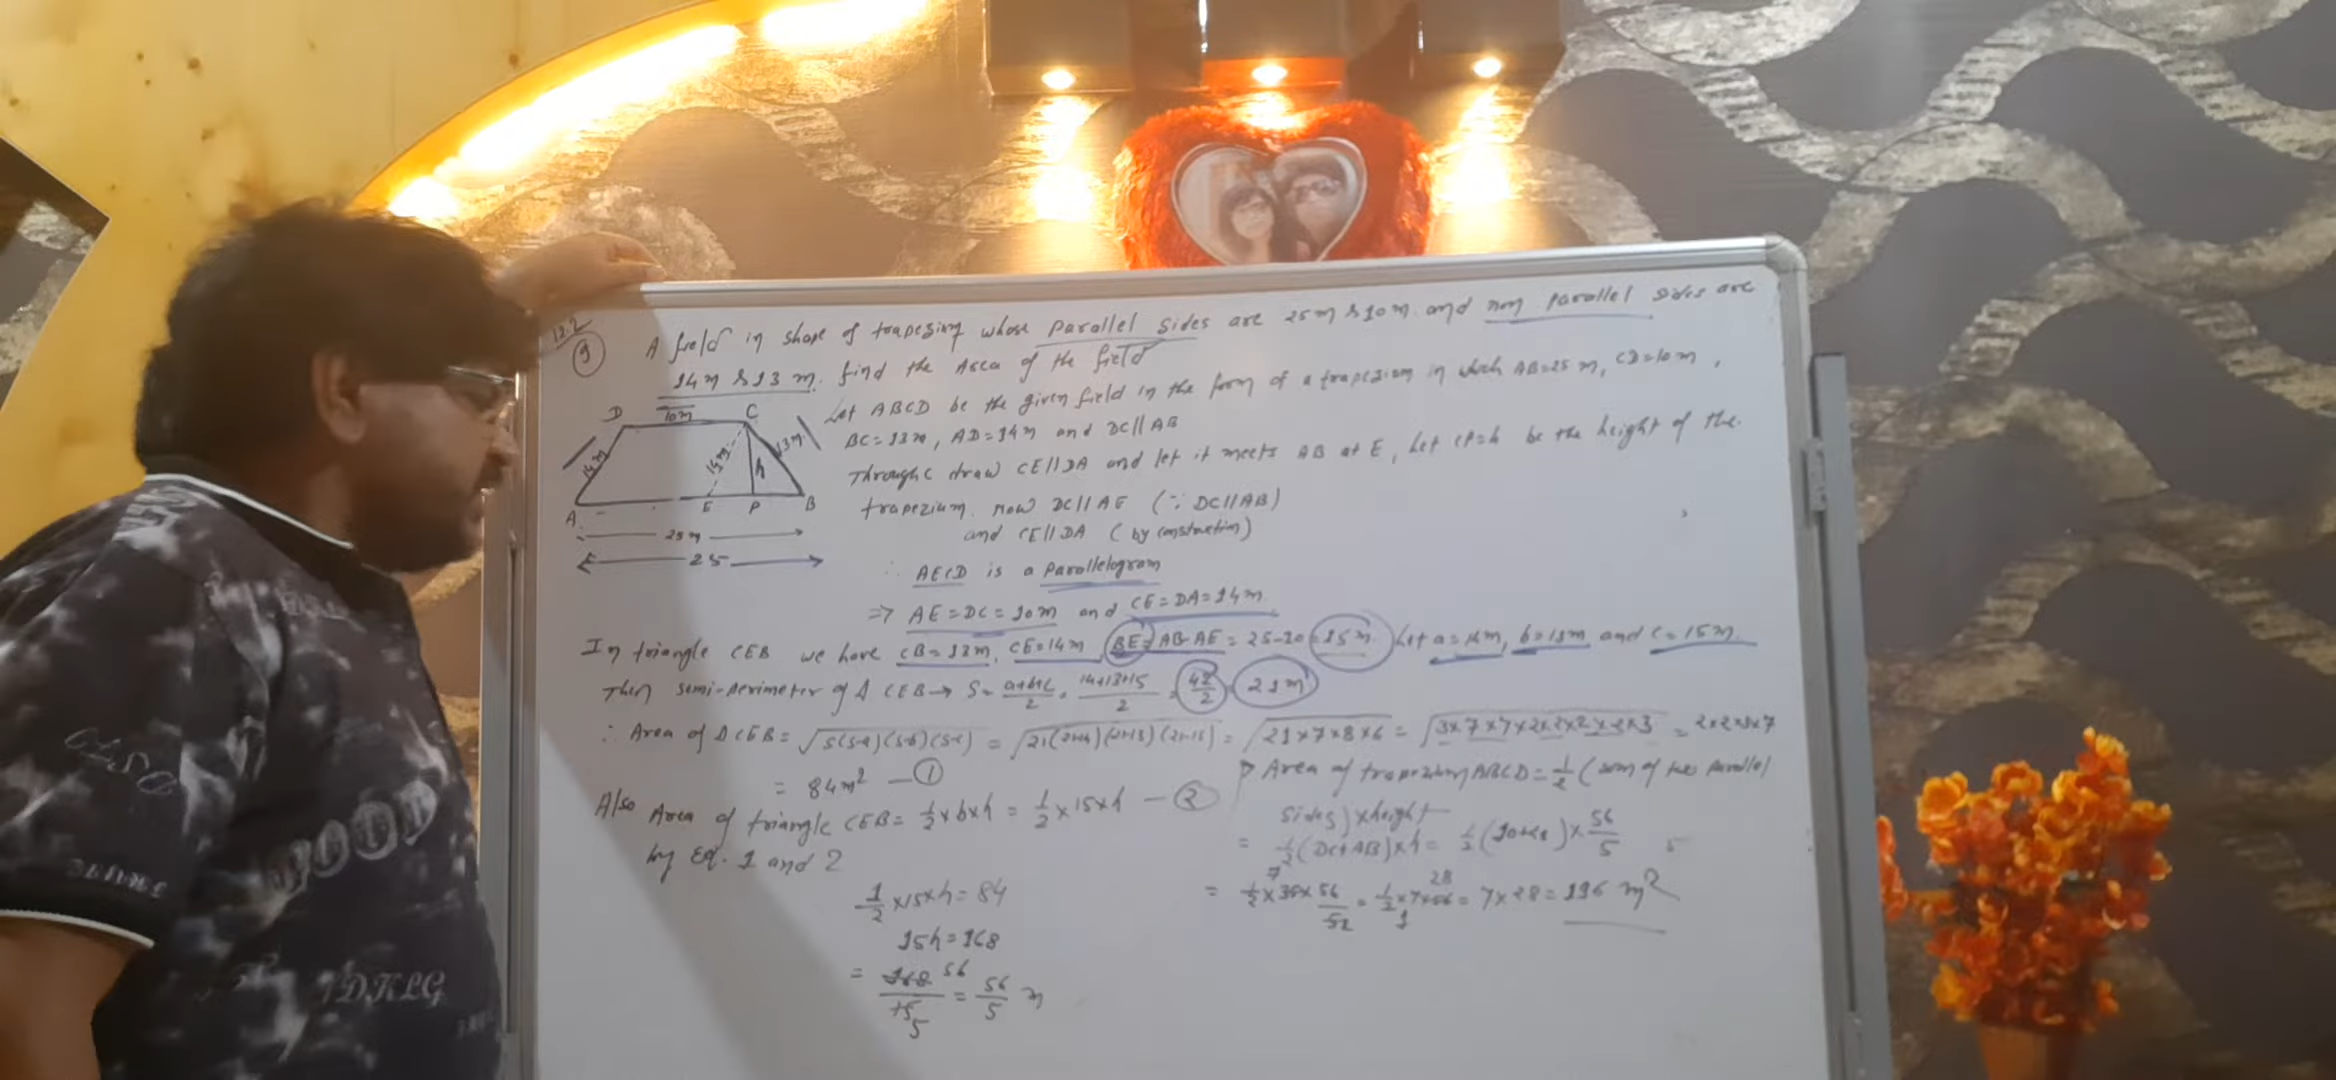 12.2
9
A field in shape of trapezium whose parallel sides are 25m & 10m and non parallel sides are
14m & 13m. find the Area of the field
Let ABCD be the given field in the form of a trapezium in which AB=25m, CD=10m,
BC=13m, AD=14m and DC||AB
Through C draw CE||DA and let it meets AB at E, Let CP=h be the height of the
trapezium. now DC||AE (∵ DC||AB)
and CE||DA (by construction)
∴ AECD is a parallelogram
⇒ AE=DC=10m and CE=DA=14m
D 10m C
14m 14m h 13m
A E P B
25m
25
In triangle CEB we have CB=13m, CE=14m, BE=AB-AE=25-10=15m Let a=14m, b=13m and c=15m
Then semi-perimeter of Δ CEB → S= a+b+c/2 = 14+13+15/2 = 42/2 = 21m
∴ Area of ΔCEB = √S(S-a)(S-b)(S-c) = √21(21-14)(21-13)(21-15) = √21×7×8×6 = √3×7×7×2×2×2×2×3 = 2×2×3×7
= 84m² — ①
Also Area of triangle CEB = 1/2×b×h = 1/2×15×h — ②
by Eq. 1 and 2
1/2×15×h=84
15h=168
= 168 56/15 5 = 56/5 m
Area of trapezium ABCD = 1/2 (sum of two parallel
sides) × height
= 1/2(DC+AB)×h = 1/2(10+25)× 56/5
= 1/2×35× 56/5 = 1/2×7×56 = 7×28 = 196 m²
DKLG